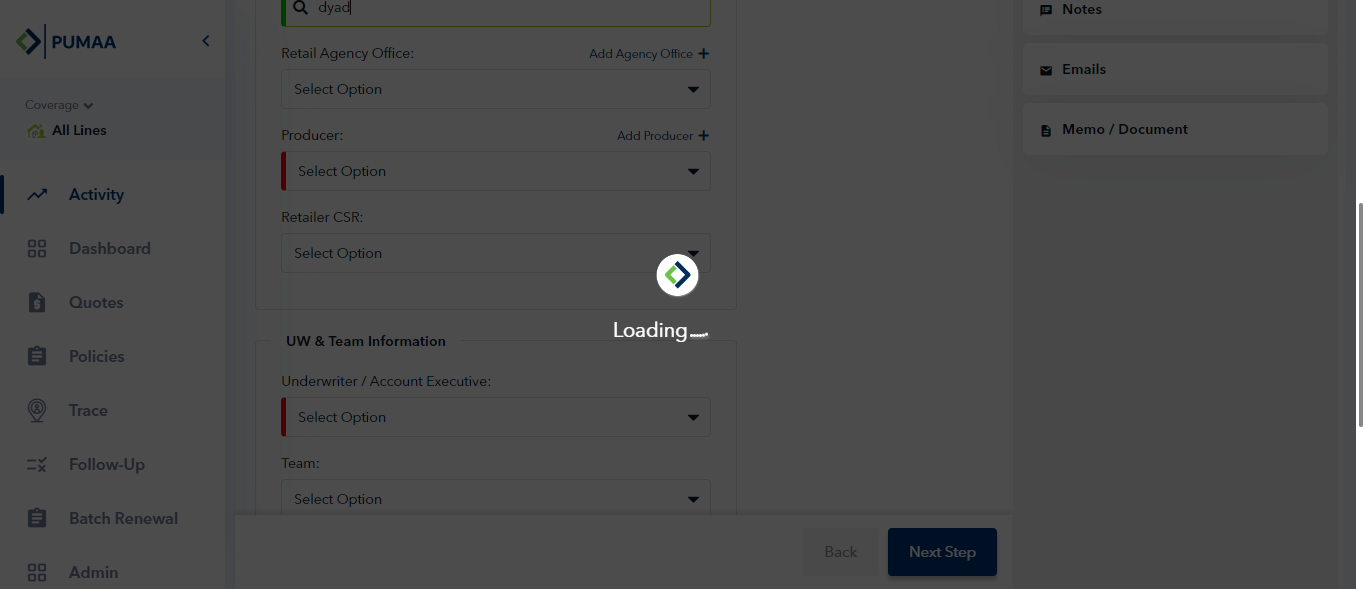 PUMAA
Coverage
All Lines
Activity
Dashboard
Quotes
Policies
Trace
Follow-Up
Batch Renewal
Admin
dyad
Retail Agency Office:
Add Agency Office +
Select Option
Producer:
Add Producer +
Select Option
Retailer CSR:
Select Option
Loading.....
UW & Team Information
Underwriter / Account Executive:
Select Option
Team:
Select Option
Back
Next Step
Notes
Emails
Memo / Document